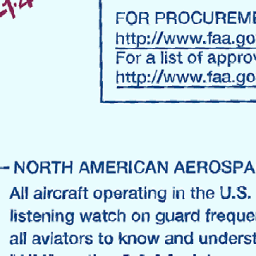 FOR PROCUREME
http://www.faa.go
For a list of approv
http://www.faa.go
NORTH AMERICAN AEROSPA
All aircraft operating in the U.S.
listening watch on guard freque
all aviators to know and underst